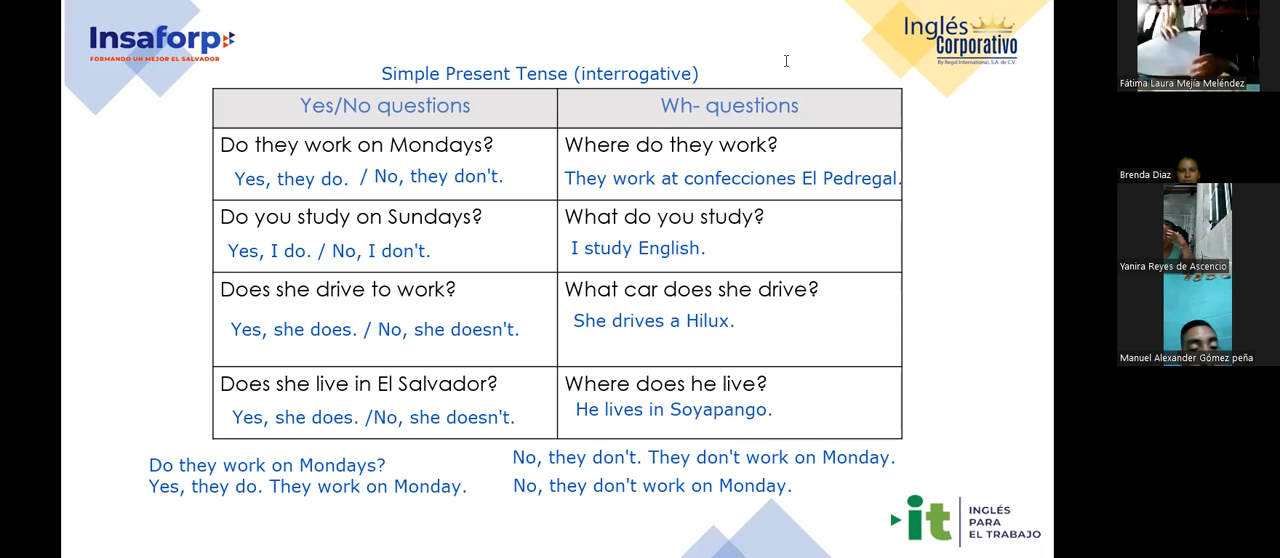 Insaforp
FORMANDO UN MEJOR EL SALVADOR
Inglés
Corporativo
By Regal International, S.A. de C.V.
Simple Present Tense (interrogative)
Yes/No questions
Wh- questions
Do they work on Mondays?
Yes, they do. / No, they don't.
Where do they work?
They work at confecciones El Pedregal.
Do you study on Sundays?
Yes, I do. / No, I don't.
What do you study?
I study English.
Does she drive to work?
Yes, she does. / No, she doesn't.
What car does she drive?
She drives a Hilux.
Does she live in El Salvador?
Yes, she does. /No, she doesn't.
Where does he live?
He lives in Soyapango.
Do they work on Mondays?
Yes, they do. They work on Monday.
No, they don't. They don't work on Monday.
No, they don't work on Monday.
it
INGLÉS
PARA
EL TRABAJO
Fátima Laura Mejía Meléndez
Brenda Diaz
Yanira Reyes de Ascencio
Manuel Alexander Gómez peña